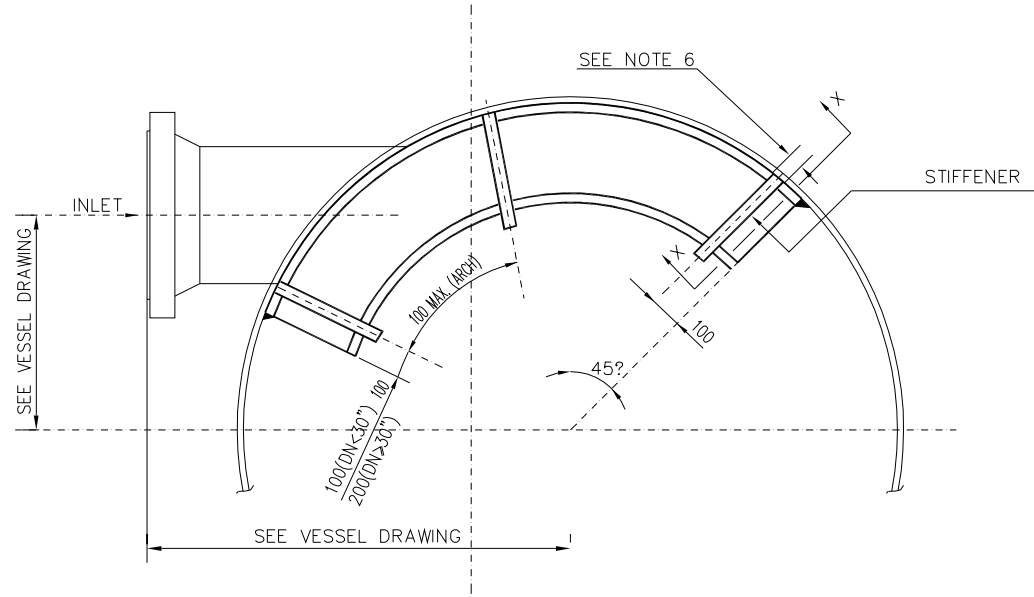 SEE NOTE 6
X
STIFFENER
INLET
X
100 MAX. (ARCH)
SEE VESSEL DRAWING
100
45?
100
100(DN<30")
200(DN≥30")
SEE VESSEL DRAWING